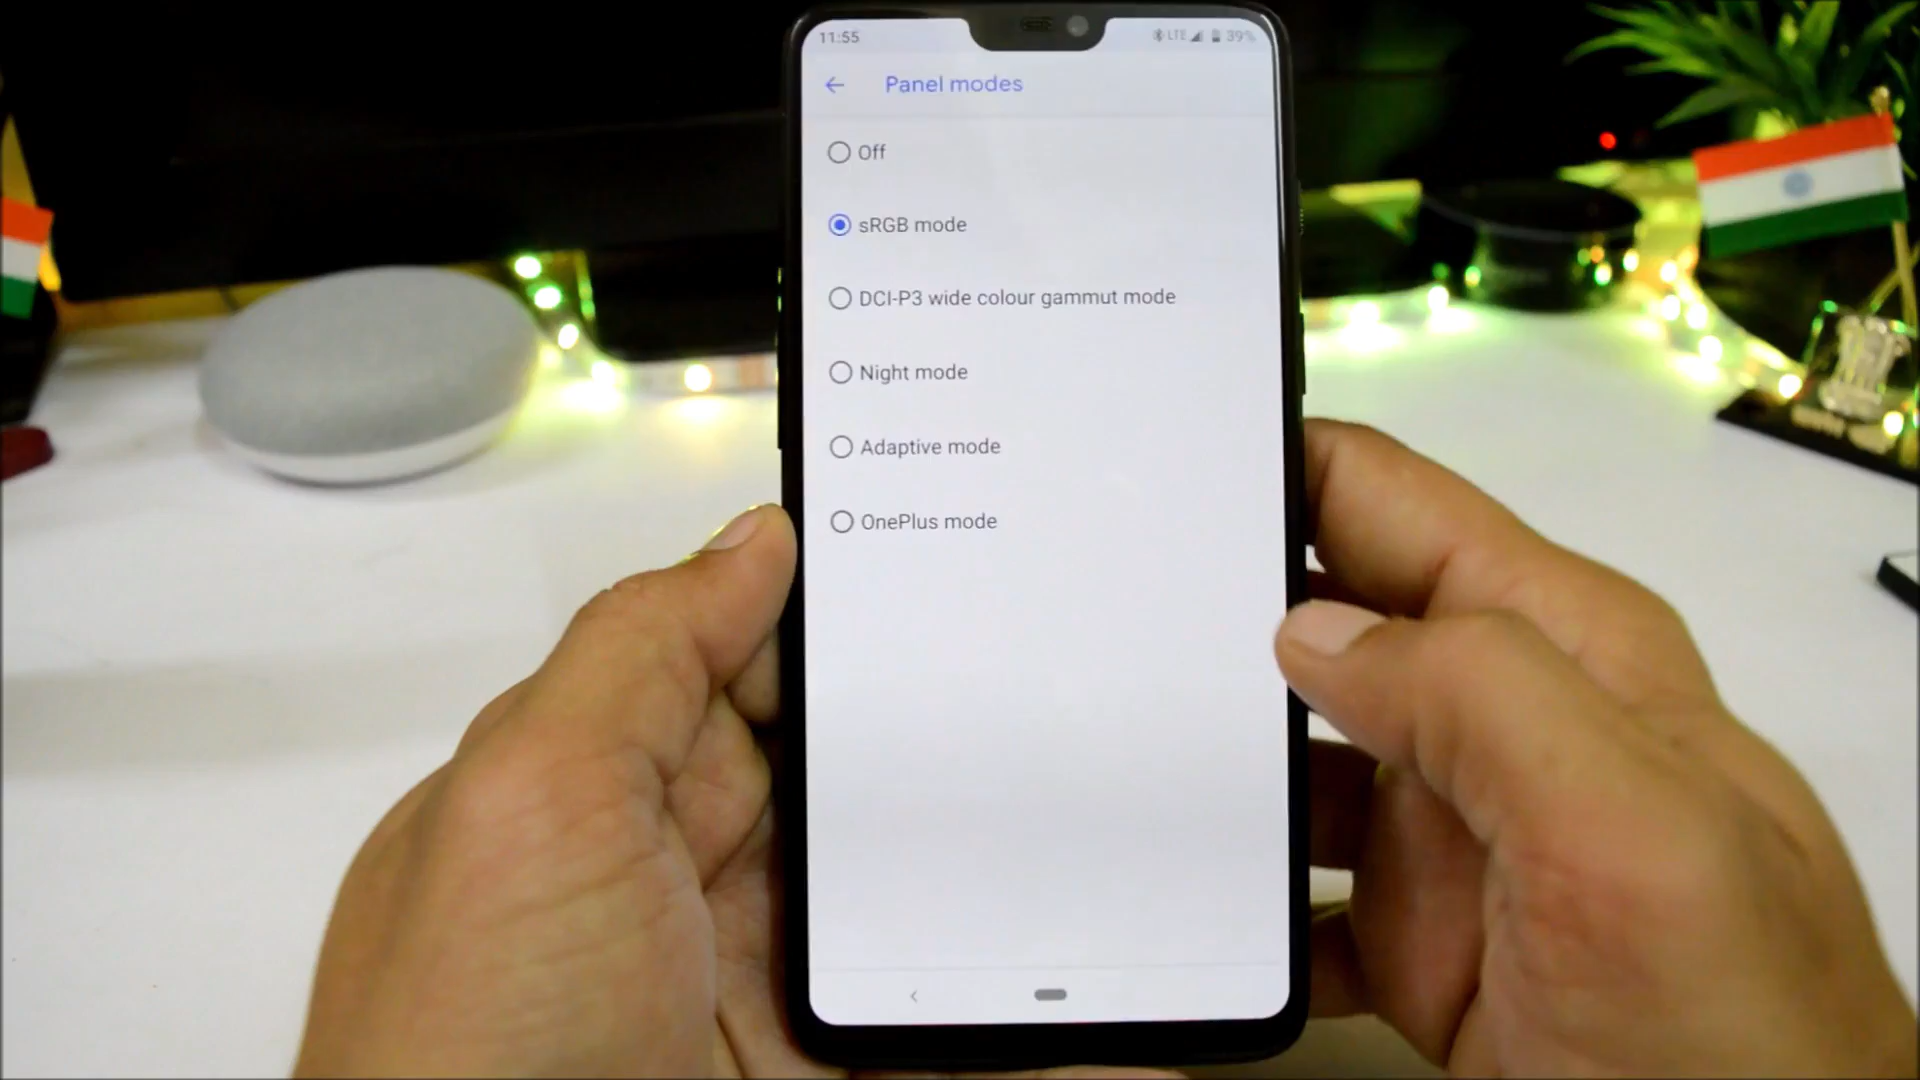 11:55
LTE 39%
Panel modes
Off
sRGB mode
DCI-P3 wide colour gammut mode
Night mode
Adaptive mode
OnePlus mode